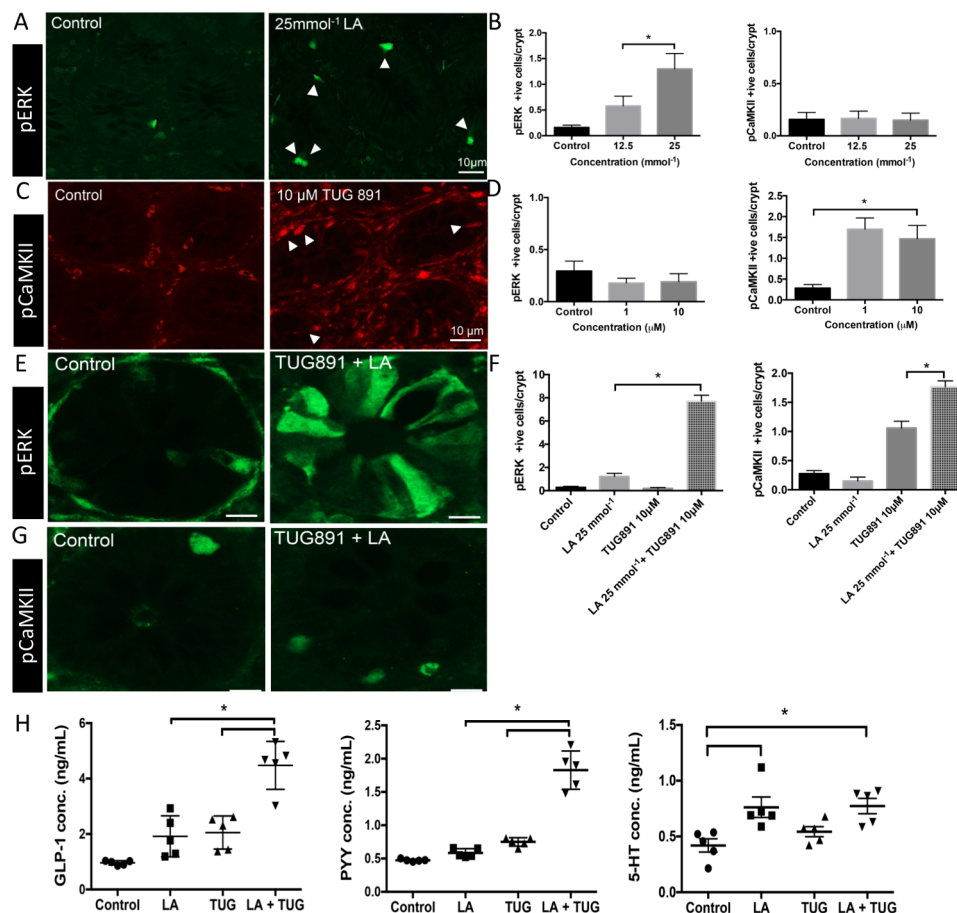 A
pERK
Control
25mmol-1 LA
10µm
B
pERK +ive cells/crypt
2.0
1.5
1.0
0.5
0.0
*
Control
12.5
25
Concentration (mmol-1)
pCaMKII +ive cells/crypt
2.0
1.5
1.0
0.5
0.0
Control
12.5
25
Concentration (mmol-1)
C
pCaMKII
Control
10 µM TUG 891
10 µm
D
pERK +ive cells/crypt
1.0
0.5
0.0
Control
1
10
Concentration (µM)
pCaMKII +ive cells/crypt
2.5
2.0
1.5
1.0
0.5
0.0
*
Control
1
10
Concentration (µM)
E
pERK
Control
TUG891 + LA
F
pERK +ive cells/crypt
10
8
6
4
2
0
*
Control
LA 25 mmol-1
TUG891 10µM
LA 25 mmol-1+ TUG891 10µM
pCaMKII +ive cells/crypt
2.0
1.5
1.0
0.5
0.0
*
Control
LA 25 mmol-1
TUG891 10µM
LA 25 mmol-1+ TUG891 10µM
G
pCaMKII
Control
TUG891 + LA
H
GLP-1 conc. (ng/mL)
6
4
2
0
*
Control
LA
TUG
LA + TUG
PYY conc. (ng/mL)
2.5
2.0
1.5
1.0
0.5
0.0
*
Control
LA
TUG
LA + TUG
5-HT conc. (ng/mL)
1.5
1.0
0.5
0.0
*
Control
LA
TUG
LA + TUG